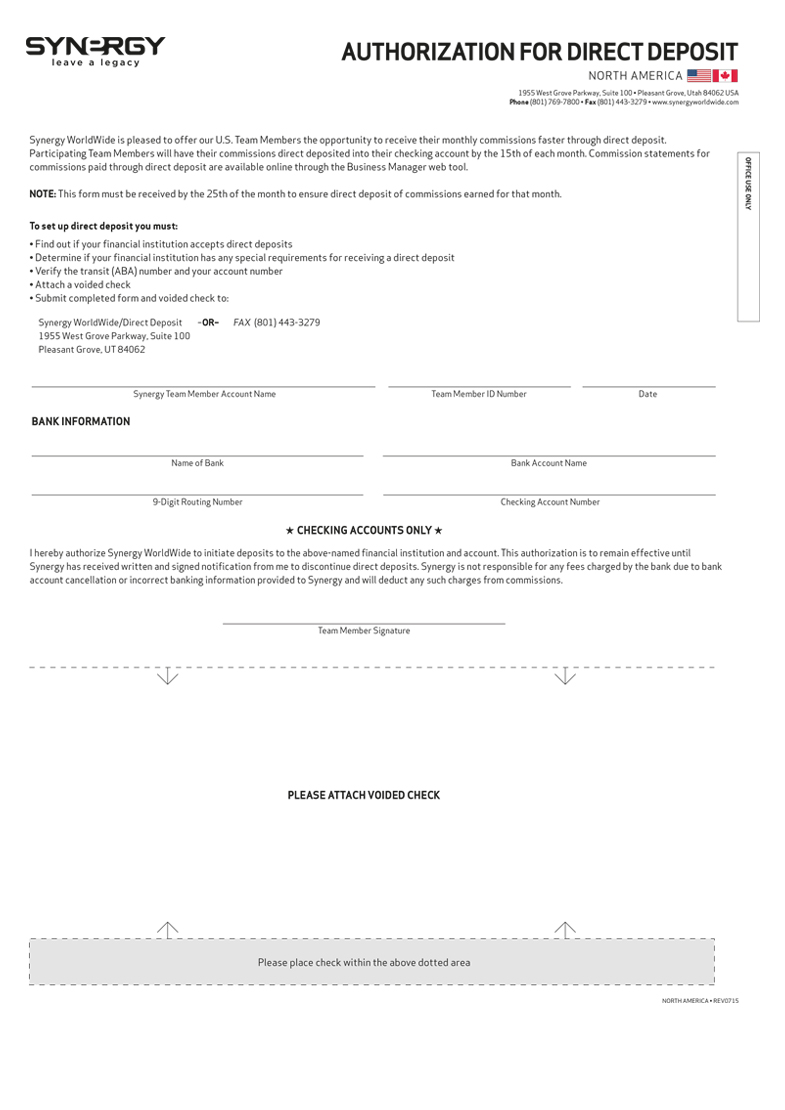 SYNERGY
leave a legacy
AUTHORIZATION FOR DIRECT DEPOSIT
NORTH AMERICA
1955 West Grove Parkway, Suite 100 • Pleasant Grove, Utah 84062 USA
Phone (801) 769-7800 • Fax (801) 443-3279 • www.synergyworldwide.com
Synergy WorldWide is pleased to offer our U.S. Team Members the opportunity to receive their monthly commissions faster through direct deposit.
Participating Team Members will have their commissions direct deposited into their checking account by the 15th of each month. Commission statements for
commissions paid through direct deposit are available online through the Business Manager web tool.
OFFICE USE ONLY
NOTE: This form must be received by the 25th of the month to ensure direct deposit of commissions earned for that month.
To set up direct deposit you must:
• Find out if your financial institution accepts direct deposits
• Determine if your financial institution has any special requirements for receiving a direct deposit
• Verify the transit (ABA) number and your account number
• Attach a voided check
• Submit completed form and voided check to:
Synergy WorldWide/Direct Deposit –OR– FAX (801) 443-3279
1955 West Grove Parkway, Suite 100
Pleasant Grove, UT 84062
Synergy Team Member Account Name Team Member ID Number Date
BANK INFORMATION
Name of Bank Bank Account Name
9-Digit Routing Number Checking Account Number
★ CHECKING ACCOUNTS ONLY ★
I hereby authorize Synergy WorldWide to initiate deposits to the above-named financial institution and account. This authorization is to remain effective until
Synergy has received written and signed notification from me to discontinue direct deposits. Synergy is not responsible for any fees charged by the bank due to bank
account cancellation or incorrect banking information provided to Synergy and will deduct any such charges from commissions.
Team Member Signature
PLEASE ATTACH VOIDED CHECK
Please place check within the above dotted area
NORTH AMERICA • REV0715